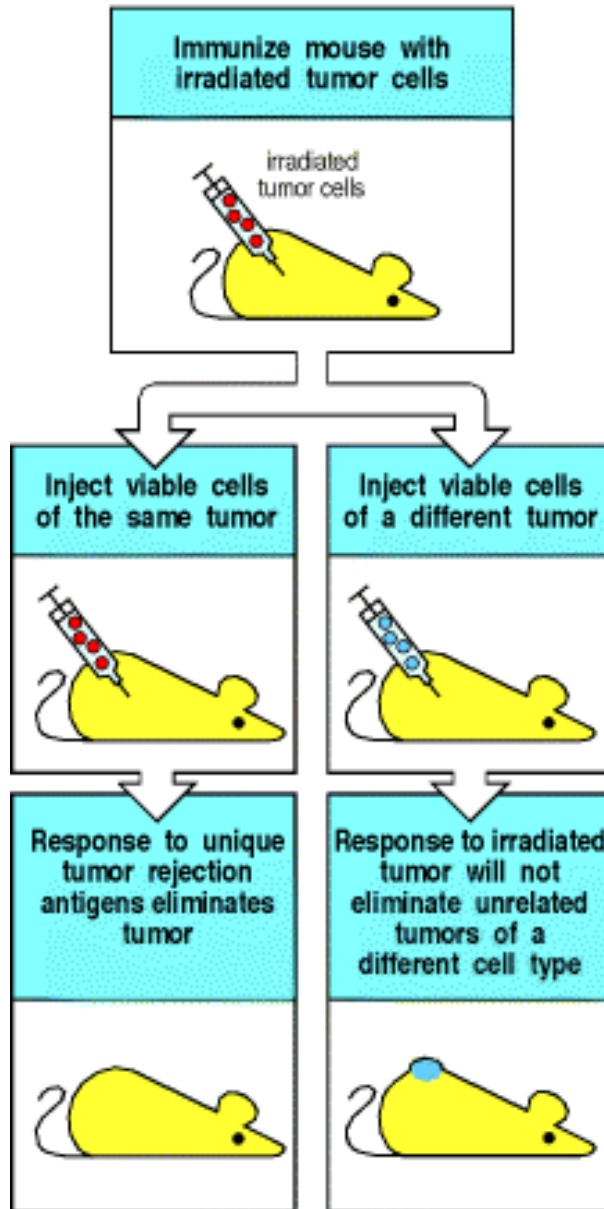 Immunize mouse with
irradiated tumor cells
irradiated
tumor cells
Inject viable cells
of the same tumor
Inject viable cells
of a different tumor
Response to unique
tumor rejection
antigens eliminates
tumor
Response to irradiated
tumor will not
eliminate unrelated
tumors of a
different cell type